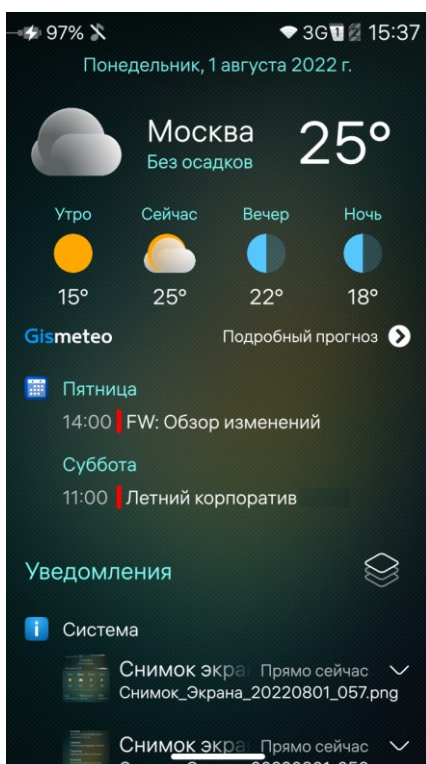 97% 3G 1 2 15:37
Понедельник, 1 августа 2022 г.
Москва 25°
Без осадков
Утро Сейчас Вечер Ночь
15° 25° 22° 18°
Gismeteo Подробный прогноз
Пятница
14:00 FW: Обзор изменений
Суббота
11:00 Летний корпоратив
Уведомления
Система
Снимок экра Прямо сейчас
Снимок_Экрана_20220801_057.png
Снимок экра Прямо сейчас